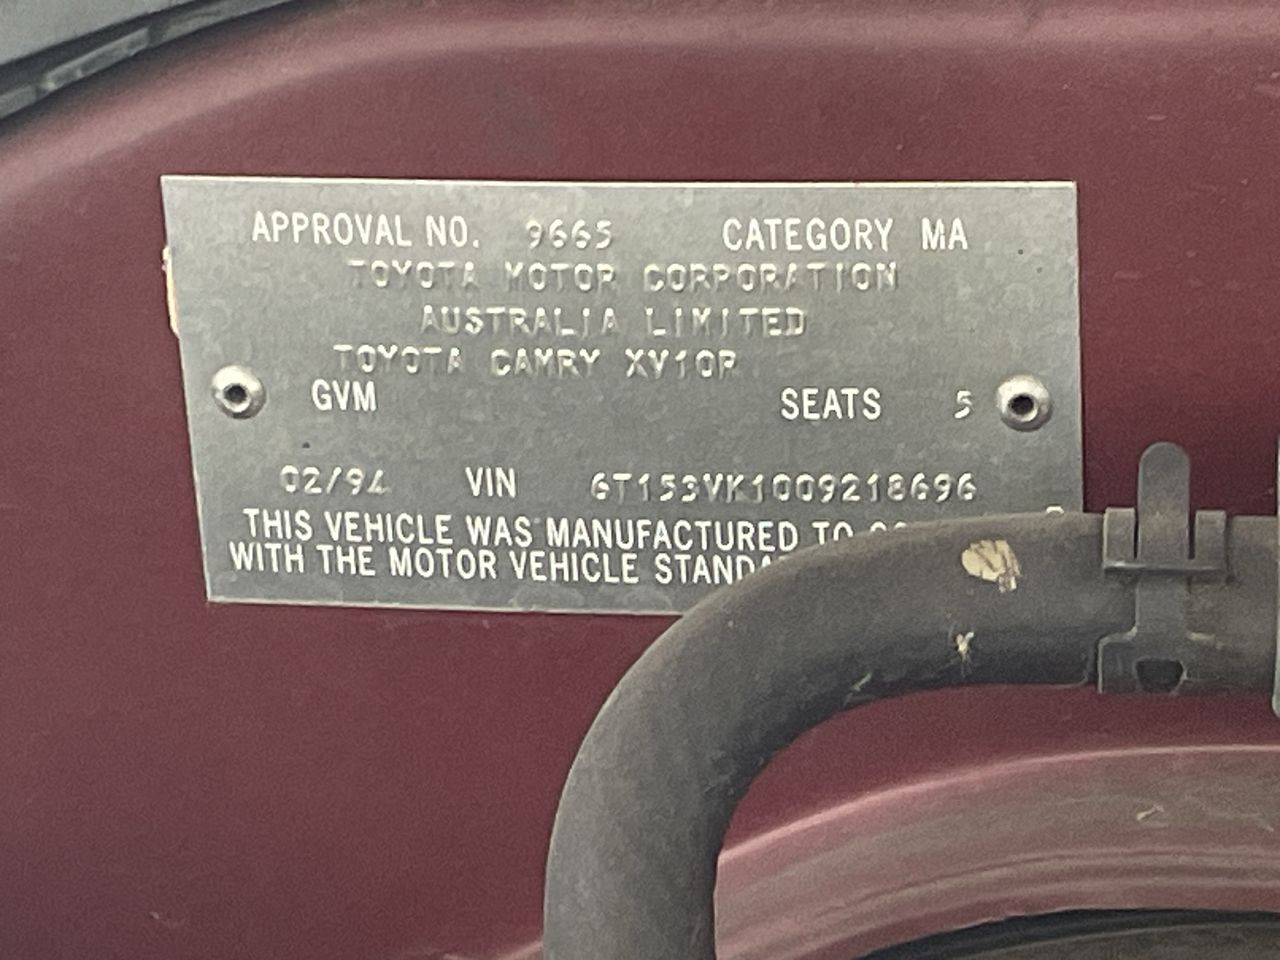 APPROVAL NO. 9665 CATEGORY MA
TOYOTA MOTOR CORPORATION
AUSTRALIA LIMITED
TOYOTA CAMRY XV10R
GVM SEATS 5
02/94 VIN 6T153VK1009218696
THIS VEHICLE WAS MANUFACTURED TO
WITH THE MOTOR VEHICLE